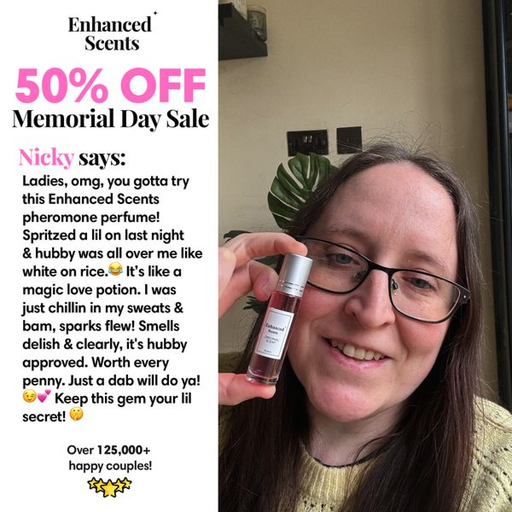 Enhanced
Scents
50% OFF
Memorial Day Sale
Nicky says:
Ladies, omg, you gotta try
this Enhanced Scents
pheromone perfume!
Spritzed a lil on last night
& hubby was all over me like
white on rice.😂 It's like a
magic love potion. I was
just chillin in my sweats &
bam, sparks flew! Smells
delish & clearly, it's hubby
approved. Worth every
penny. Just a dab will do ya!
😉💕 Keep this gem your lil
secret! 🤫
Over 125,000+
happy couples!
Enhanced
Scents